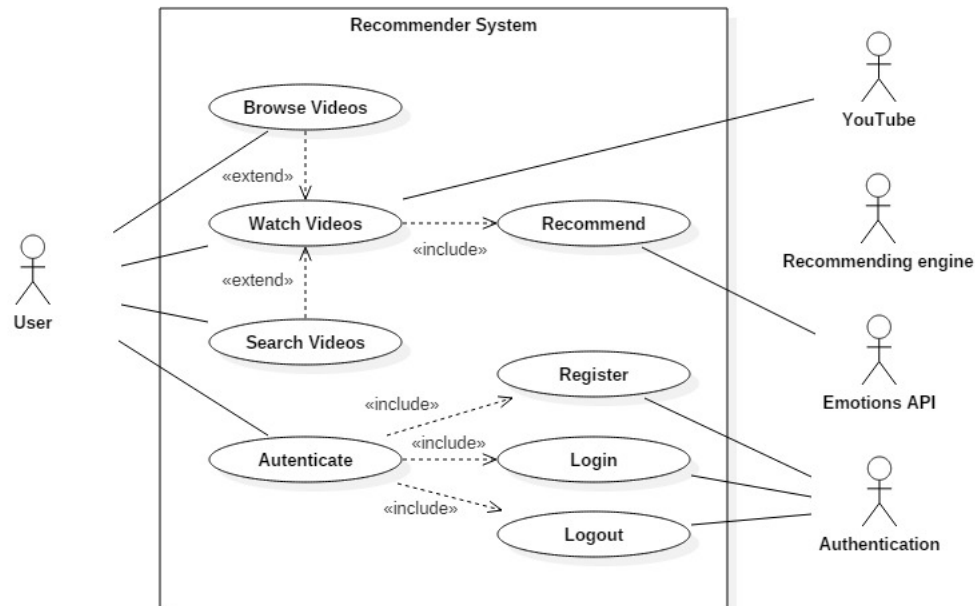 Recommender System
Browse Videos
YouTube
«extend»
Watch Videos
Recommend
«include»
Recommending engine
«extend»
User
Search Videos
Register
Emotions API
«include»
«include»
Autenticate
Login
«include»
Logout
Authentication